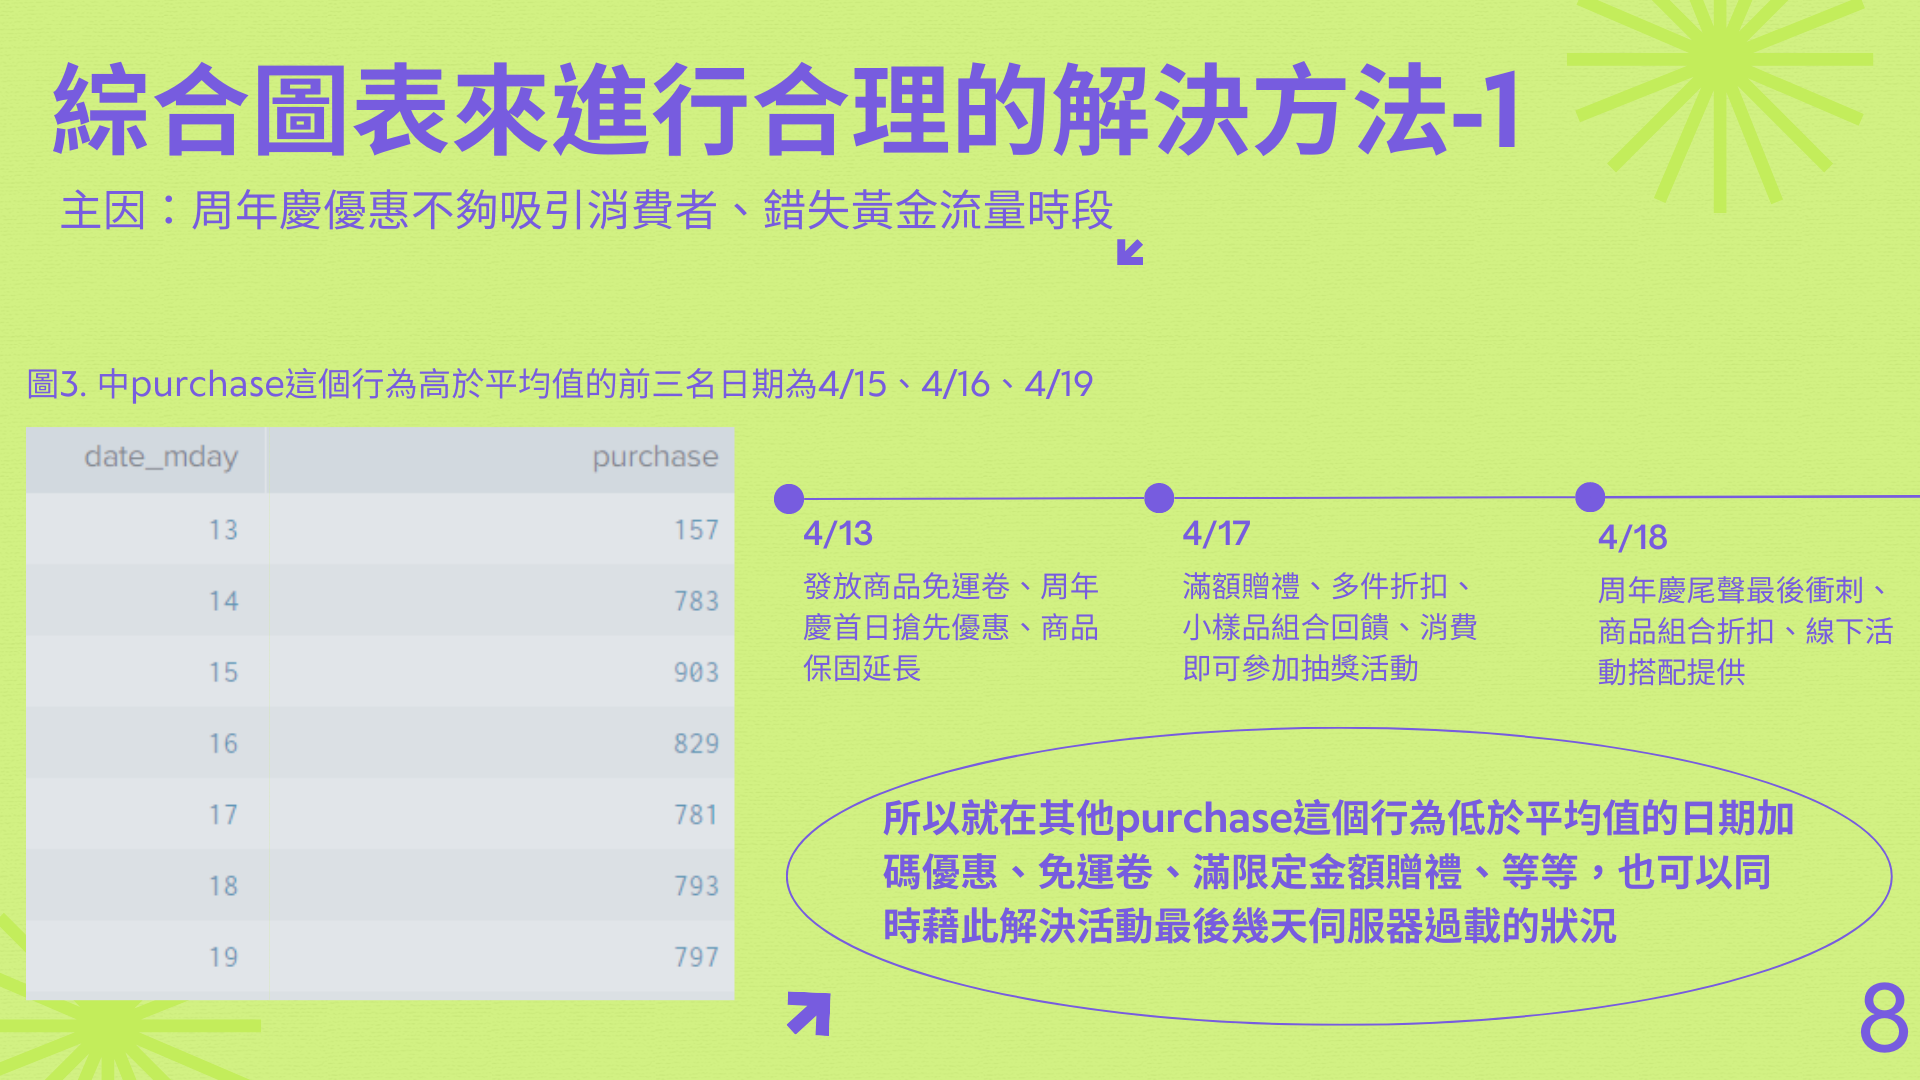 綜合圖表來進行合理的解決方法-1
主因：周年慶優惠不夠吸引消費者、錯失黃金流量時段
圖3. 中purchase這個行為高於平均值的前三名日期為4/15、4/16、4/19
date_mday purchase
13 157
14 783
15 903
16 829
17 781
18 793
19 797
4/13
發放商品免運卷、周年
慶首日搶先優惠、商品
保固延長
4/17
滿額贈禮、多件折扣、
小樣品組合回饋、消費
即可參加抽獎活動
4/18
周年慶尾聲最後衝刺、
商品組合折扣、線下活
動搭配提供
所以就在其他purchase這個行為低於平均值的日期加
碼優惠、免運卷、滿限定金額贈禮、等等，也可以同
時藉此解決活動最後幾天伺服器過載的狀況
8